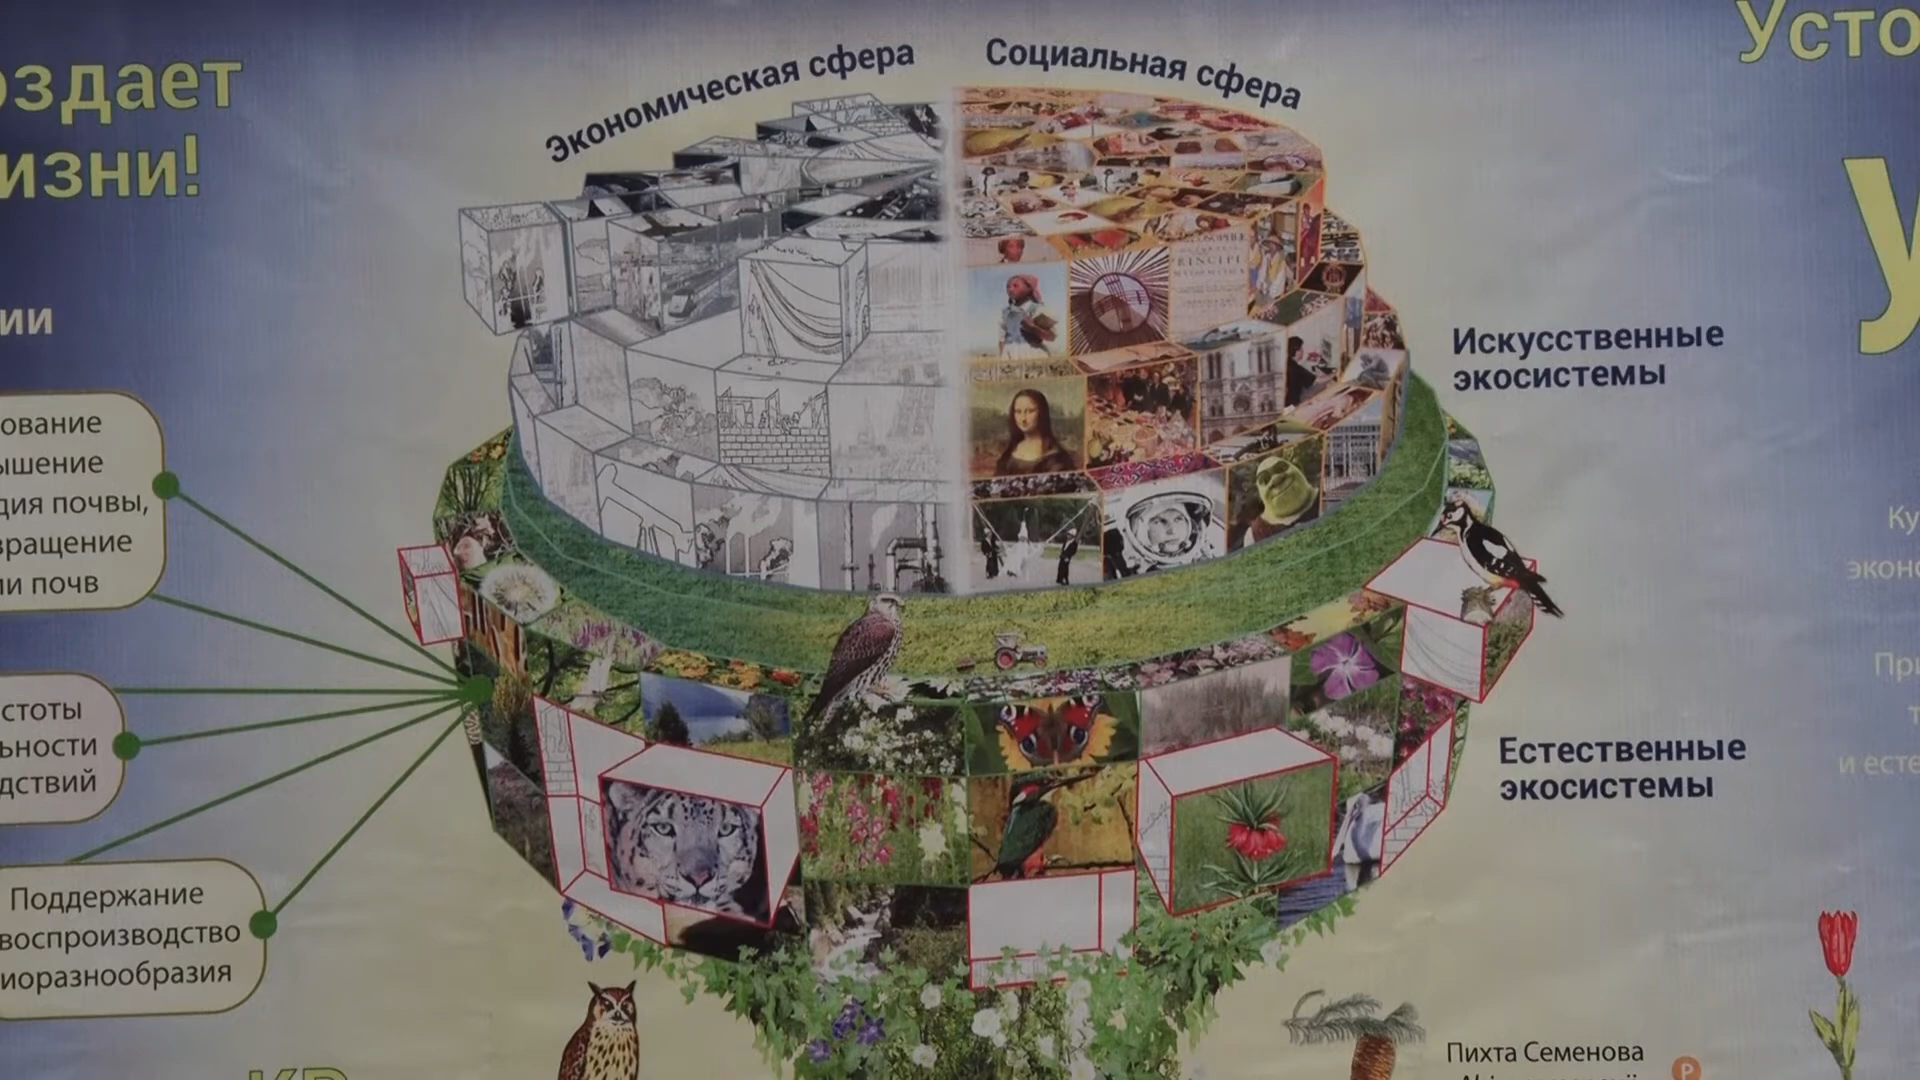 оздает
изни!
ии
ование
ышение
дия почвы,
вращение
ии почв
стоты
ьности
дствий
Поддержание
воспроизводство
иоразнообразия
Экономическая сфера
Социальная сфера
Искусственные
экосистемы
Естественные
экосистемы
Усто
У
Ку
эконо
При
т
и есте
Пихта Семенова
P